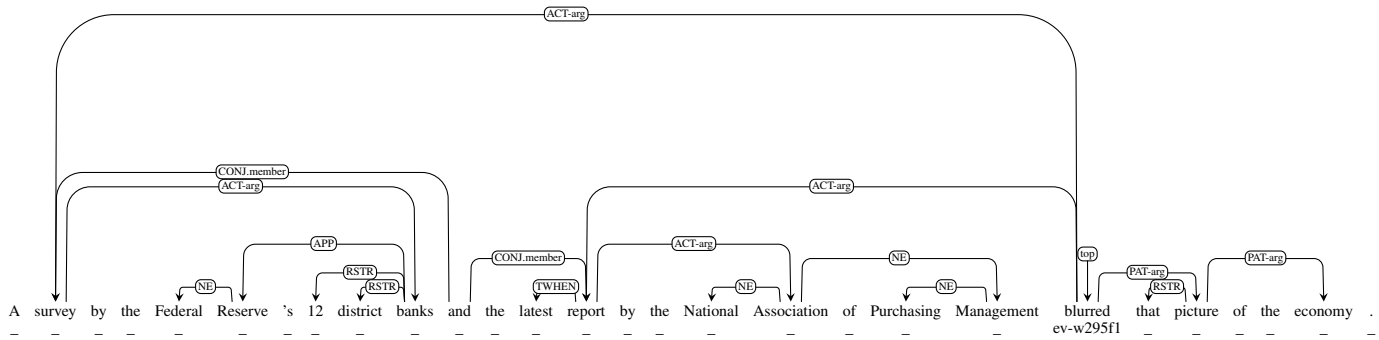 ACT-arg
CONJ.member
ACT-arg ACT-arg
APP ACT-arg top
CONJ.member NE PAT-arg
RSTR PAT-arg
NE RSTR TWHEN NE NE RSTR
A survey by the Federal Reserve 's 12 district banks and the latest report by the National Association of Purchasing Management blurred that picture of the economy .
_ _ _ _ _ _ _ _ _ _ _ _ _ _ _ _ _ _ _ _ _ ev-w295f1 _ _ _ _ _ _